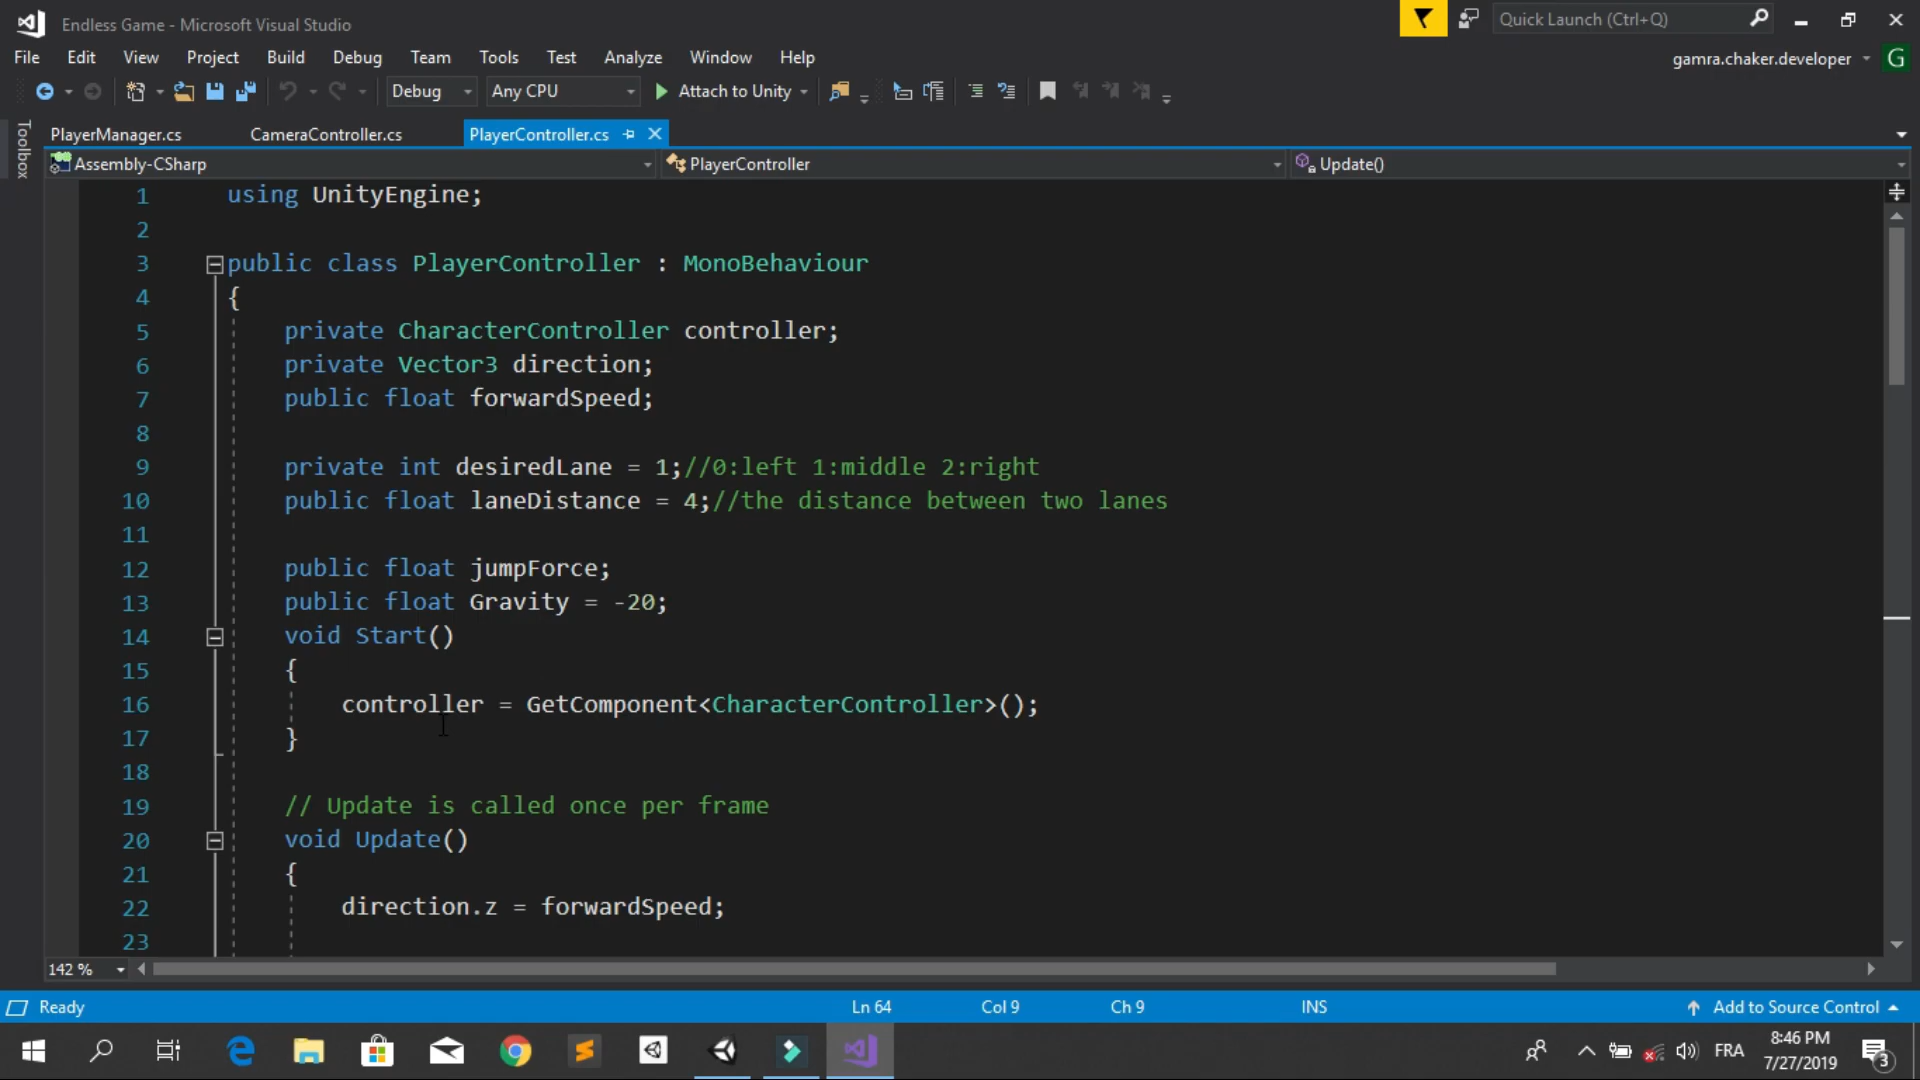 Endless Game - Microsoft Visual Studio
Quick Launch (Ctrl+Q)
File Edit View Project Build Debug Team Tools Test Analyze Window Help
gamra.chaker.developer G
Debug Any CPU Attach to Unity
Toolbox
PlayerManager.cs CameraController.cs PlayerController.cs
Assembly-CSharp PlayerController Update()
1 using UnityEngine;
2
3 public class PlayerController : MonoBehaviour
4 {
5 private CharacterController controller;
6 private Vector3 direction;
7 public float forwardSpeed;
8
9 private int desiredLane = 1;//0:left 1:middle 2:right
10 public float laneDistance = 4;//the distance between two lanes
11
12 public float jumpForce;
13 public float Gravity = -20;
14 void Start()
15 {
16 controller = GetComponent<CharacterController>();
17 }
18
19 // Update is called once per frame
20 void Update()
21 {
22 direction.z = forwardSpeed;
23
142 %
Ready Ln 64 Col 9 Ch 9 INS Add to Source Control
FRA 8:46 PM
7/27/2019 3